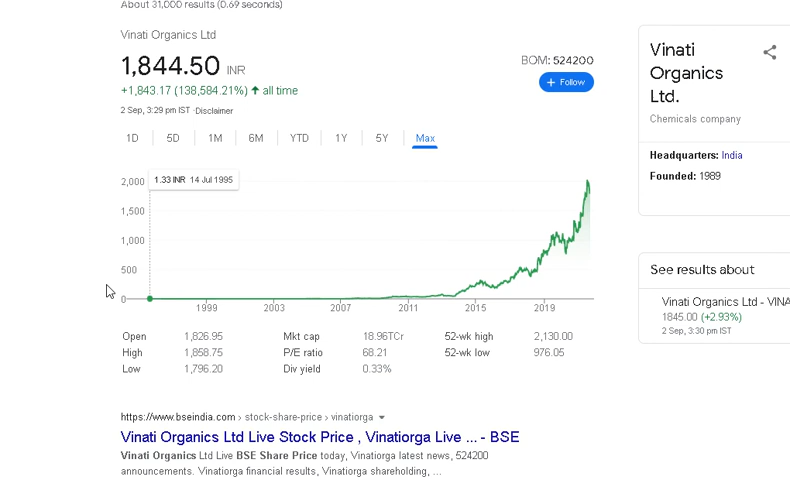 About 31,000 results (0.69 seconds)
Vinati Organics Ltd
1,844.50 INR
BOM: 524200
+ Follow
+1,843.17 (138,584.21%) ↑ all time
2 Sep, 3:29 pm IST · Disclaimer
1D 5D 1M 6M YTD 1Y 5Y Max
1.33 INR 14 Jul 1995
2,000
1,500
1,000
500
0
1999 2003 2007 2011 2015 2019
Open 1,826.95 Mkt cap 18.96TCr 52-wk high 2,130.00
High 1,858.75 P/E ratio 68.21 52-wk low 976.05
Low 1,796.20 Div yield 0.33%
https://www.bseindia.com › stock-share-price › vinatiorga
Vinati Organics Ltd Live Stock Price , Vinatiorga Live ... - BSE
Vinati Organics Ltd Live BSE Share Price today, Vinatiorga latest news, 524200
announcements. Vinatiorga financial results, Vinatiorga shareholding, ...
Vinati
Organics
Ltd.
Chemicals company
Headquarters: India
Founded: 1989
See results about
Vinati Organics Ltd - VINA
1845.00 (+2.93%)
2 Sep, 3:30 pm IST